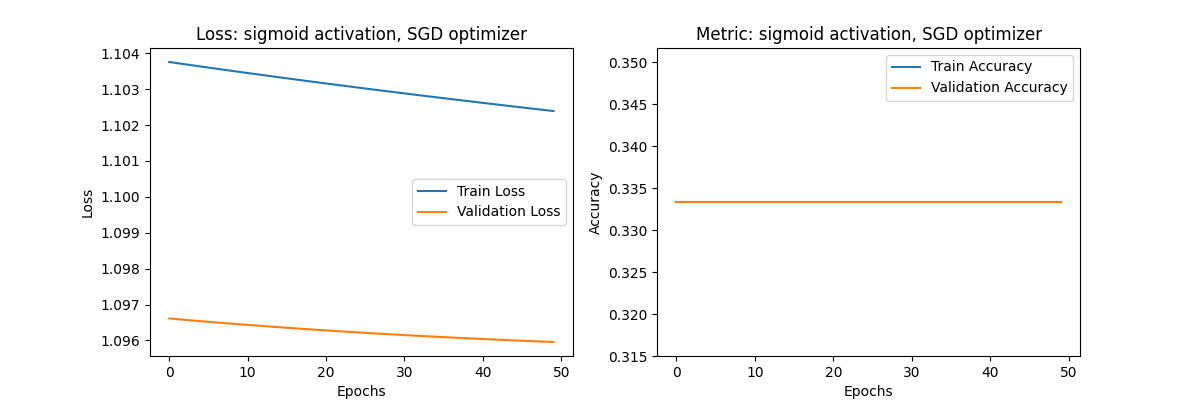 Loss: sigmoid activation, SGD optimizer
1.104
1.103
1.102
1.101
1.100
1.099
1.098
1.097
1.096
Loss
Train Loss
Validation Loss
0 10 20 30 40 50
Epochs
Metric: sigmoid activation, SGD optimizer
0.350
0.345
0.340
0.335
0.330
0.325
0.320
0.315
Accuracy
Train Accuracy
Validation Accuracy
0 10 20 30 40 50
Epochs